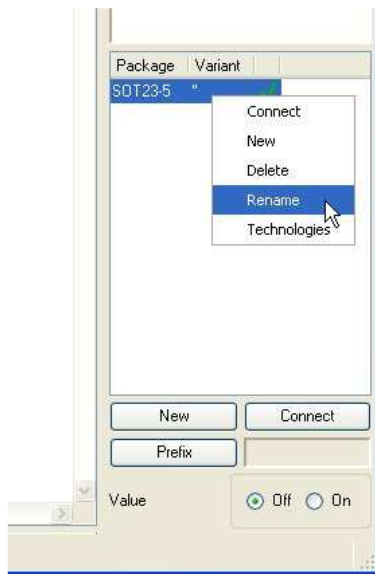 Package Variant
SOT23-5 "
Connect
New
Delete
Rename
Technologies
New Connect
Prefix
Value Off On